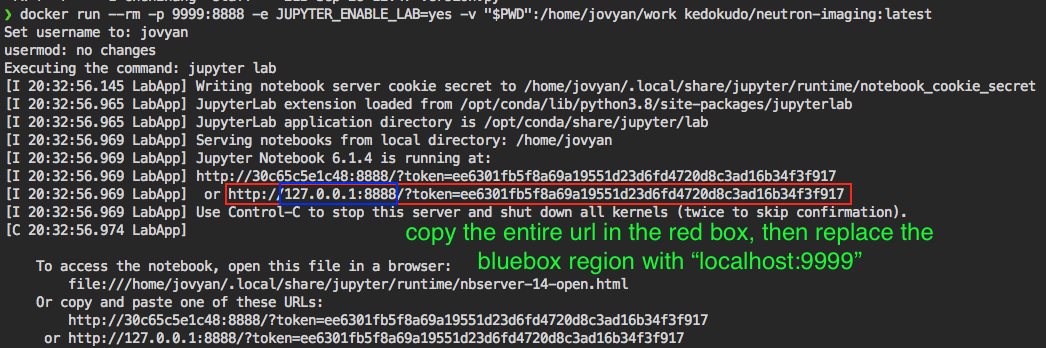 ❯ docker run --rm -p 9999:8888 -e JUPYTER_ENABLE_LAB=yes -v "$PWD":/home/jovyan/work kedokudo/neutron-imaging:latest
Set username to: jovyan
usermod: no changes
Executing the command: jupyter lab
[I 20:32:56.145 LabApp] Writing notebook server cookie secret to /home/jovyan/.local/share/jupyter/runtime/notebook_cookie_secret
[I 20:32:56.965 LabApp] JupyterLab extension loaded from /opt/conda/lib/python3.8/site-packages/jupyterlab
[I 20:32:56.965 LabApp] JupyterLab application directory is /opt/conda/share/jupyter/lab
[I 20:32:56.969 LabApp] Serving notebooks from local directory: /home/jovyan
[I 20:32:56.969 LabApp] Jupyter Notebook 6.1.4 is running at:
[I 20:32:56.969 LabApp] http://30c65c5e1c48:8888/?token=ee6301fb5f8a69a19551d23d6fd4720d8c3ad16b34f3f917
[I 20:32:56.969 LabApp]  or http://127.0.0.1:8888/?token=ee6301fb5f8a69a19551d23d6fd4720d8c3ad16b34f3f917
[I 20:32:56.969 LabApp] Use Control-C to stop this server and shut down all kernels (twice to skip confirmation).
[C 20:32:56.974 LabApp]
copy the entire url in the red box, then replace the
bluebox region with “localhost:9999”
To access the notebook, open this file in a browser:
file:///home/jovyan/.local/share/jupyter/runtime/nbserver-14-open.html
Or copy and paste one of these URLs:
http://30c65c5e1c48:8888/?token=ee6301fb5f8a69a19551d23d6fd4720d8c3ad16b34f3f917
or http://127.0.0.1:8888/?token=ee6301fb5f8a69a19551d23d6fd4720d8c3ad16b34f3f917